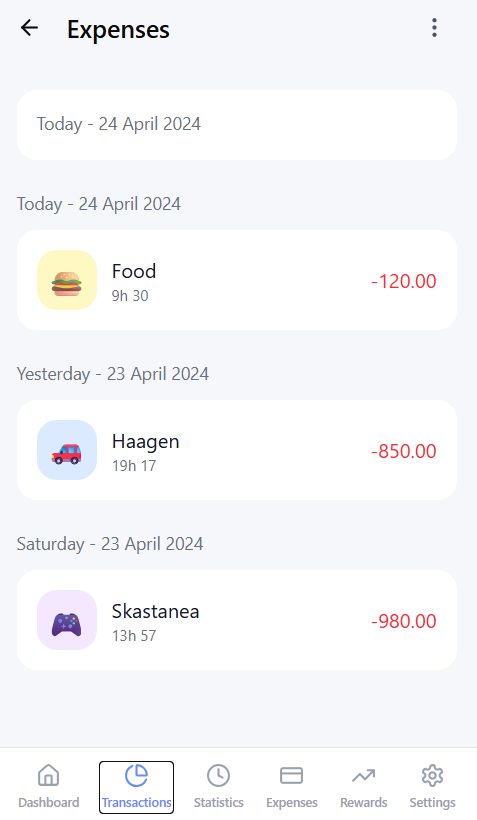 Expenses
Today - 24 April 2024
Today - 24 April 2024
Food
9h 30
-120.00
Yesterday - 23 April 2024
Haagen
19h 17
-850.00
Saturday - 23 April 2024
Skastanea
13h 57
-980.00
Dashboard Transactions Statistics Expenses Rewards Settings